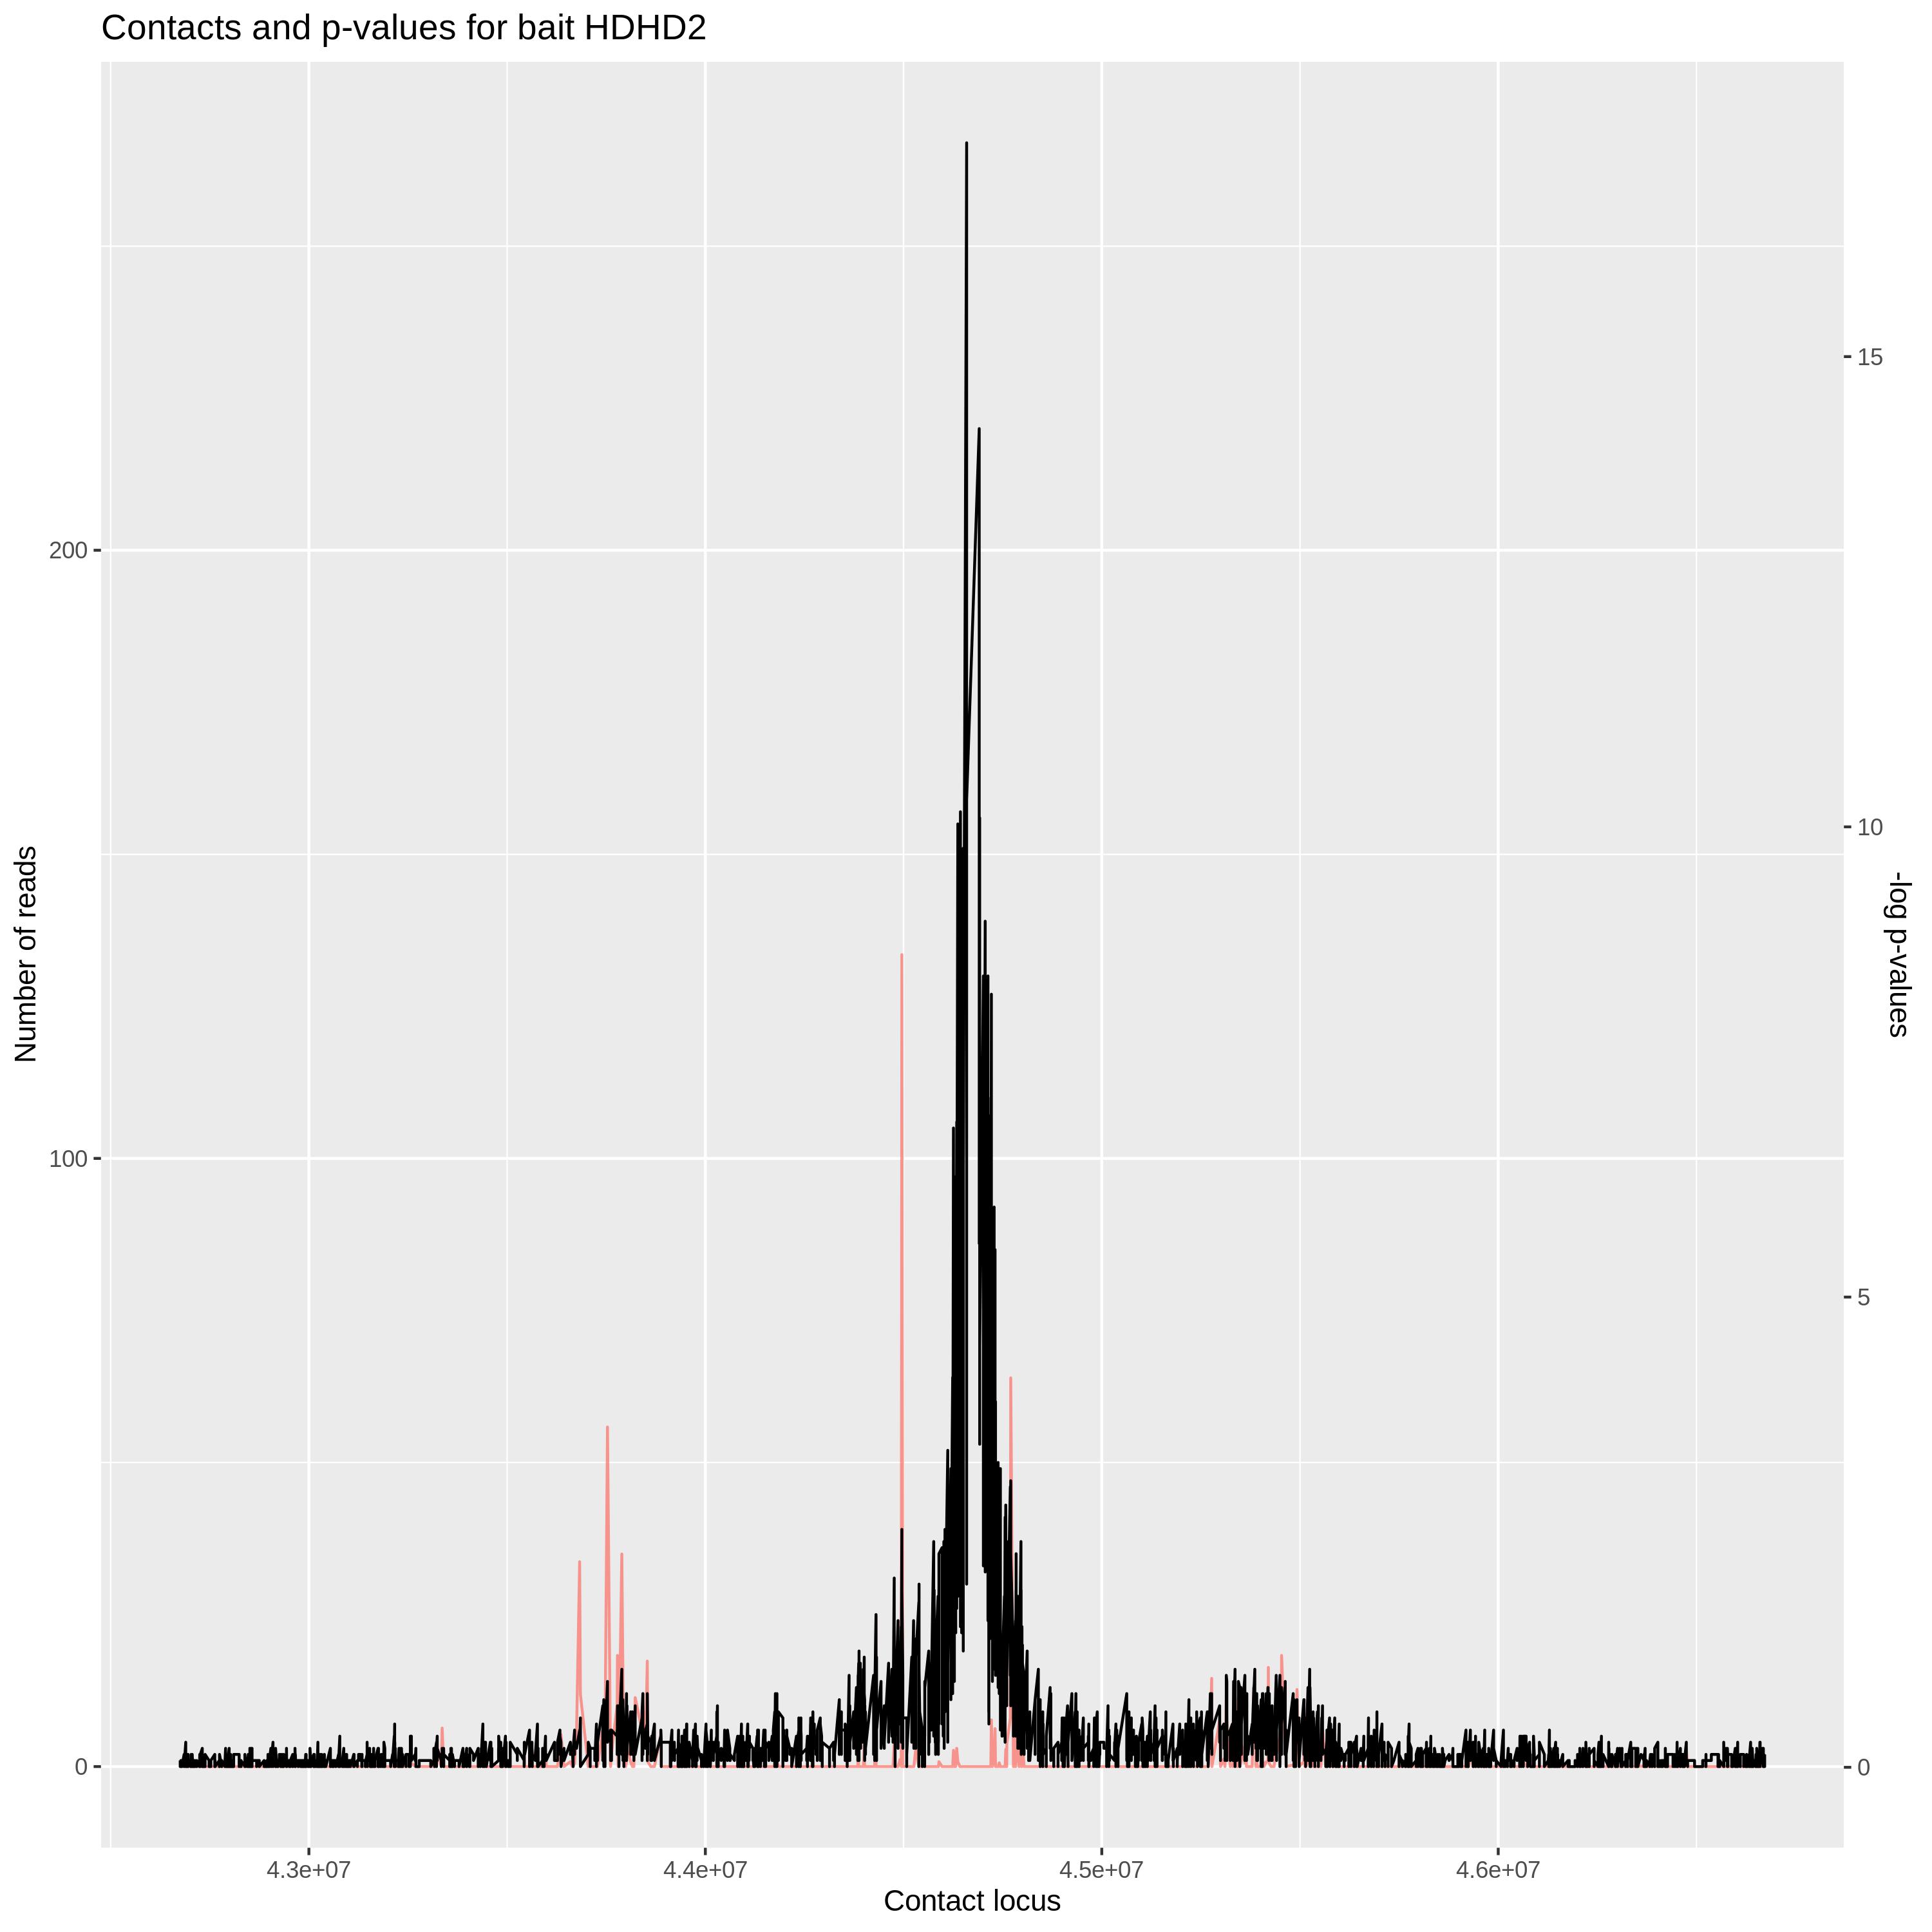 Contacts and p-values for bait HDHD2
Number of reads
200
100
0
15
10
5
0
-log p-values
4.3e+07
4.4e+07
4.5e+07
4.6e+07
Contact locus